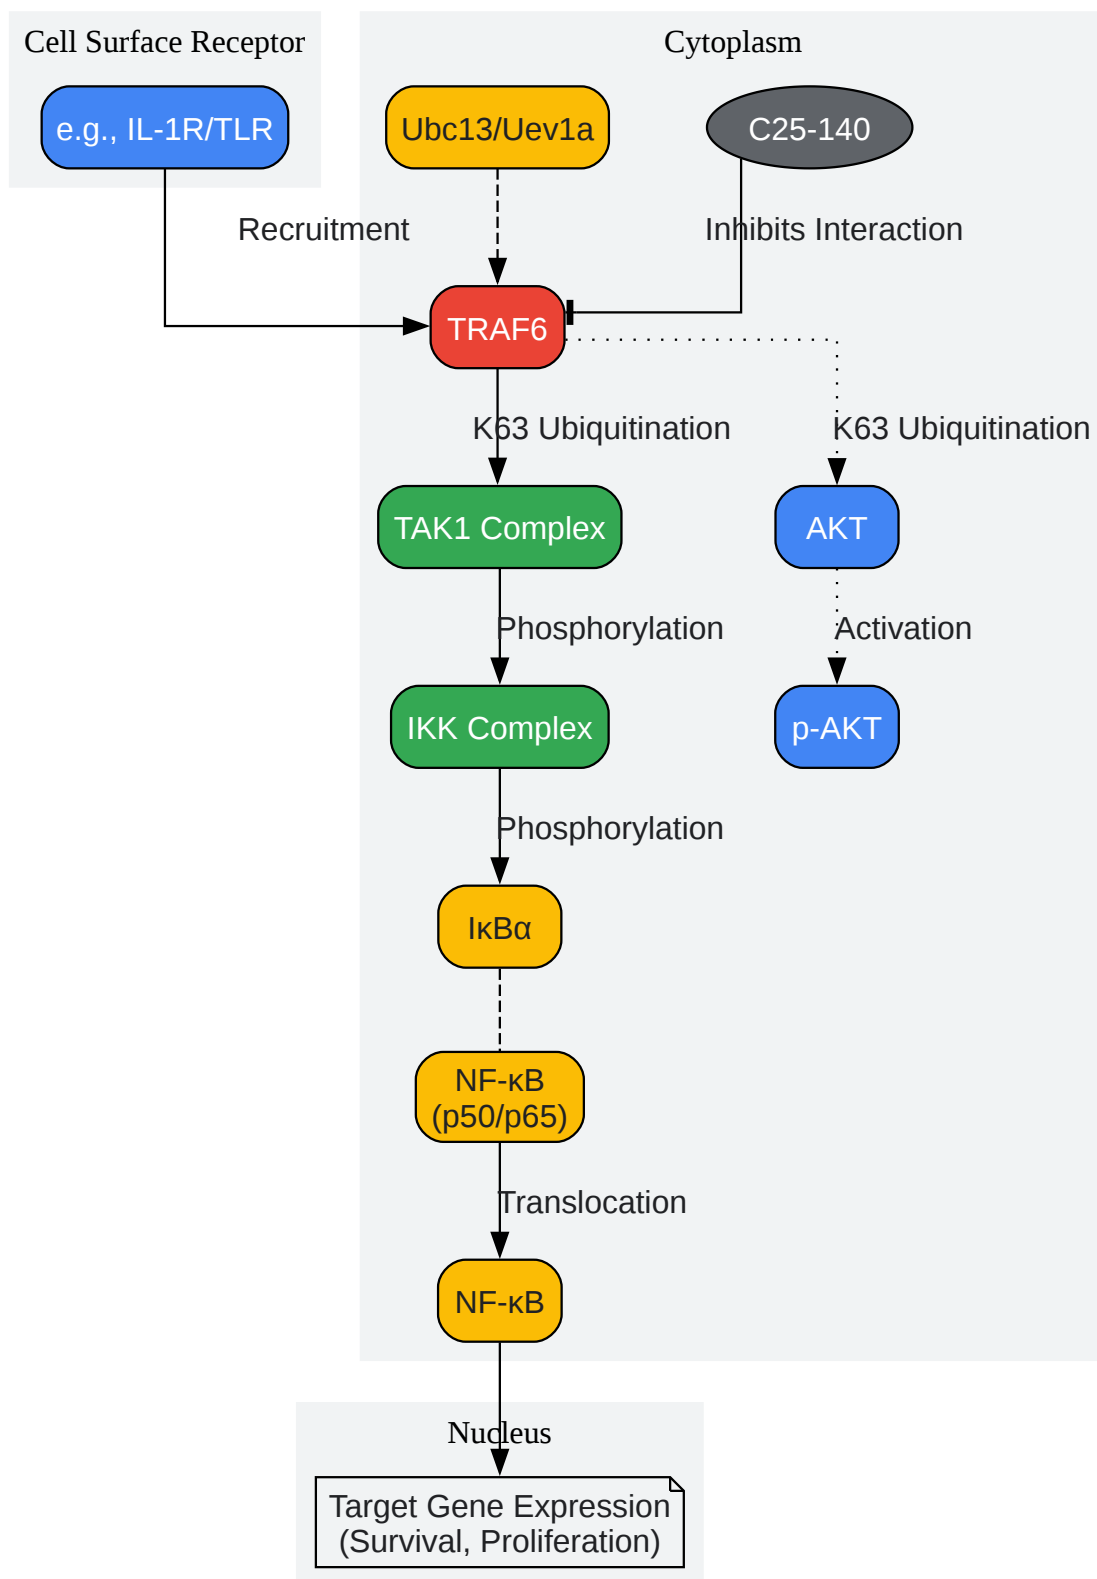 Cell Surface Receptor
Cytoplasm
e.g., IL-1R/TLR
Ubc13/Uev1a
C25-140
Recruitment
Inhibits Interaction
TRAF6
K63 Ubiquitination
K63 Ubiquitination
TAK1 Complex
AKT
Phosphorylation
Activation
IKK Complex
p-AKT
Phosphorylation
IκBα
NF-κB
(p50/p65)
Translocation
NF-κB
Nucleus
Target Gene Expression
(Survival, Proliferation)